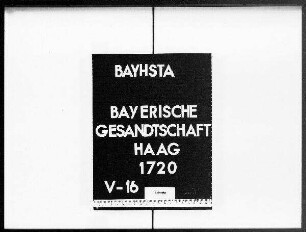 BAYHSTA
BAYERISCHE
GESANDTSCHAFT
HAAG
1720
V-16